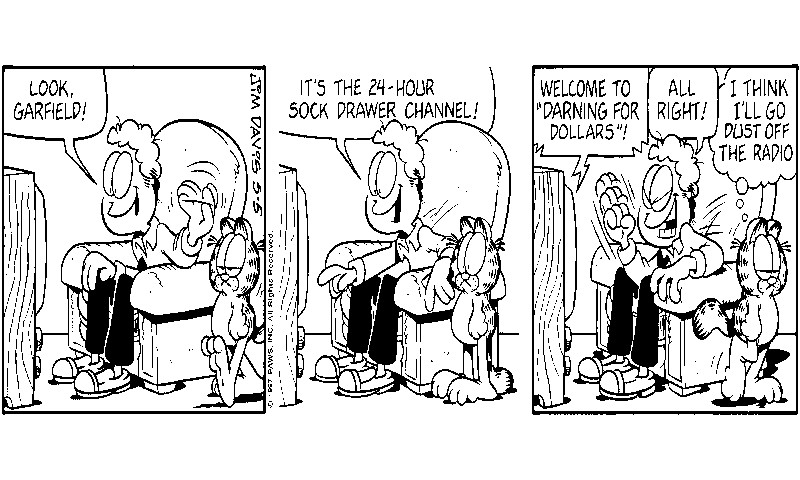 LOOK,
GARFIELD!
JIM DAVIS 5-5
© 1997 PAWS, INC. All Rights Reserved.
IT'S THE 24-HOUR
SOCK DRAWER CHANNEL!
WELCOME TO
"DARNING FOR
DOLLARS"!
ALL
RIGHT!
I THINK
I'LL GO
DUST OFF
THE RADIO